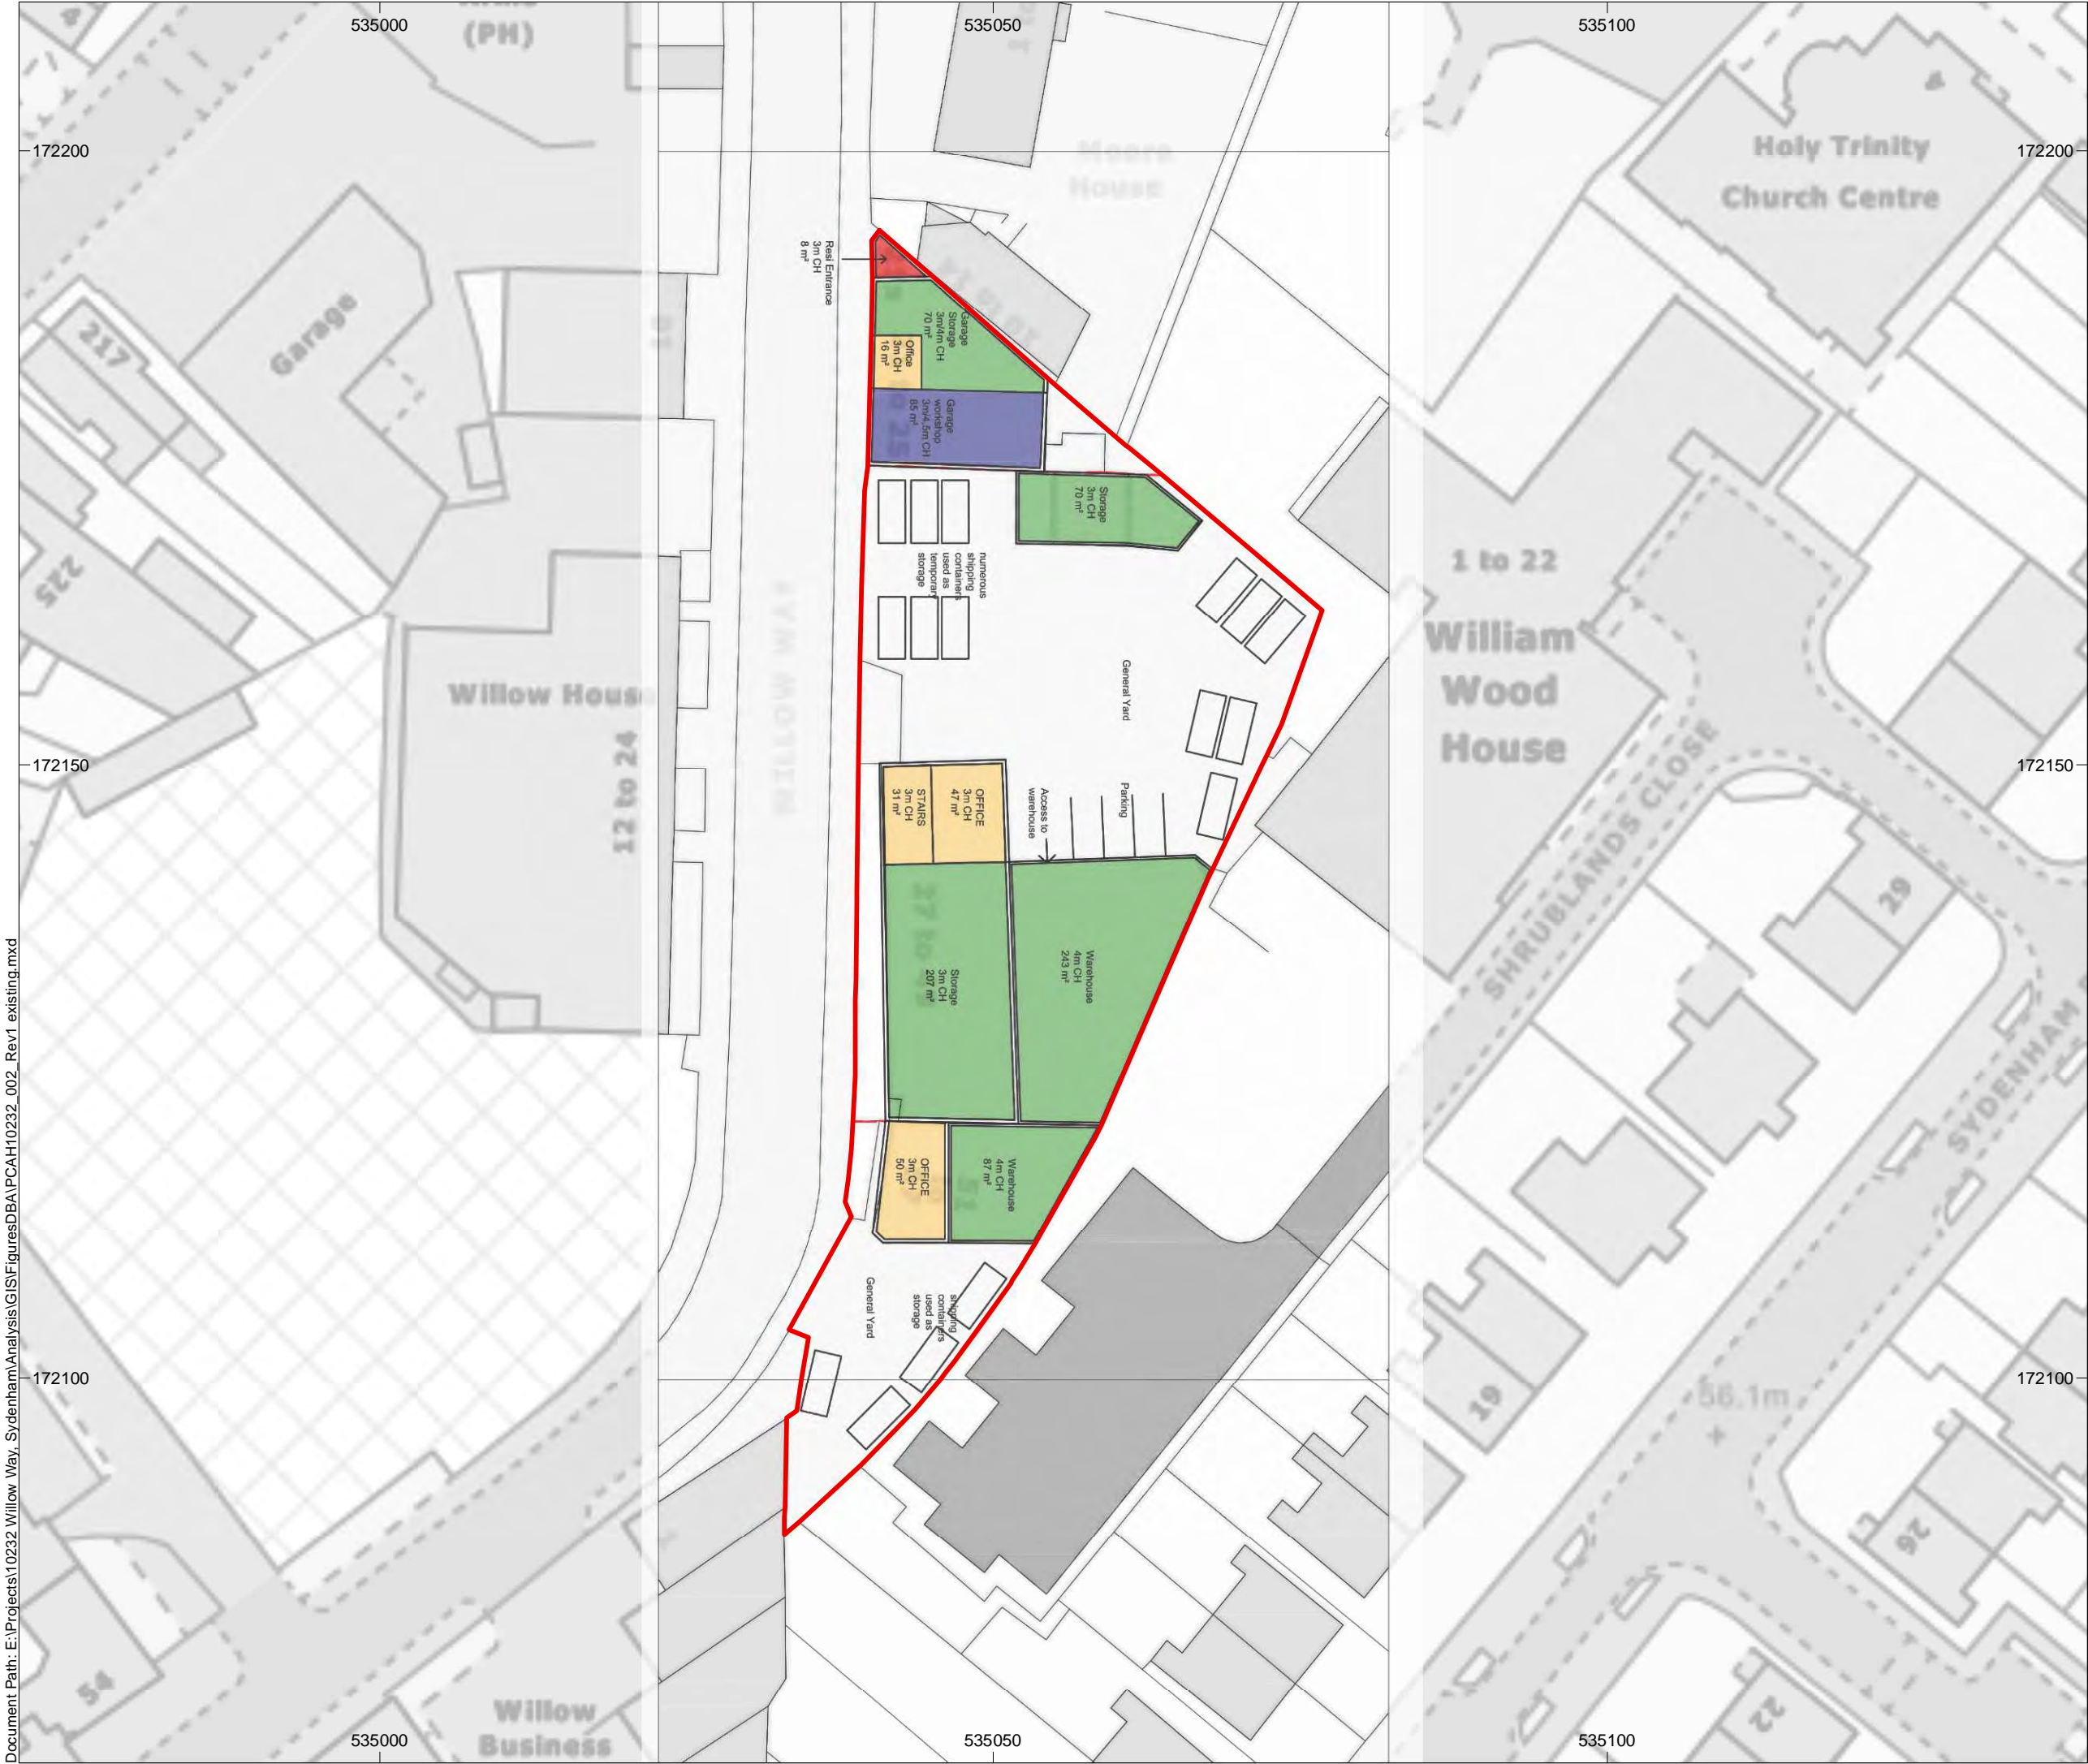 535000
535050
535100
(PH)
4
4
172200
172200
Moore
House
Holy Trinity
Church Centre
Resi Entrance
3m CH
8 m²
Garage
217
Garage
Storage
3m/4m CH
70 m²
Office
3m CH
16 m²
Garage
workshop
3m/4.5m CH
65 m²
Storage
3m CH
70 m²
225
numerous
shipping
containers
used as
temporary
storage
1 to 22
William
Wood
House
Willow House
12 to 24
WILLOW WAY
General Yard
172150
172150
SHRUBLANDS CLOSE
OFFICE
3m CH
47 m²
STAIRS
3m CH
31 m²
Access to
warehouse
Parking
29
27 to
Storage
3m CH
207 m²
Warehouse
4m CH
243 m²
SYDENHAM
OFFICE
3m CH
50 m²
Warehouse
4m CH
87 m²
51
General Yard
shipping
containers
used as
storage
172100
172100
19
56.1m
26
54
22
Willow
Business
535000
535050
535100
Document Path: E:\Projects\10232 Willow Way, Sydenham\Analysis\GIS\FiguresDBA\PCAH10232_002_Rev1 existing.mxd